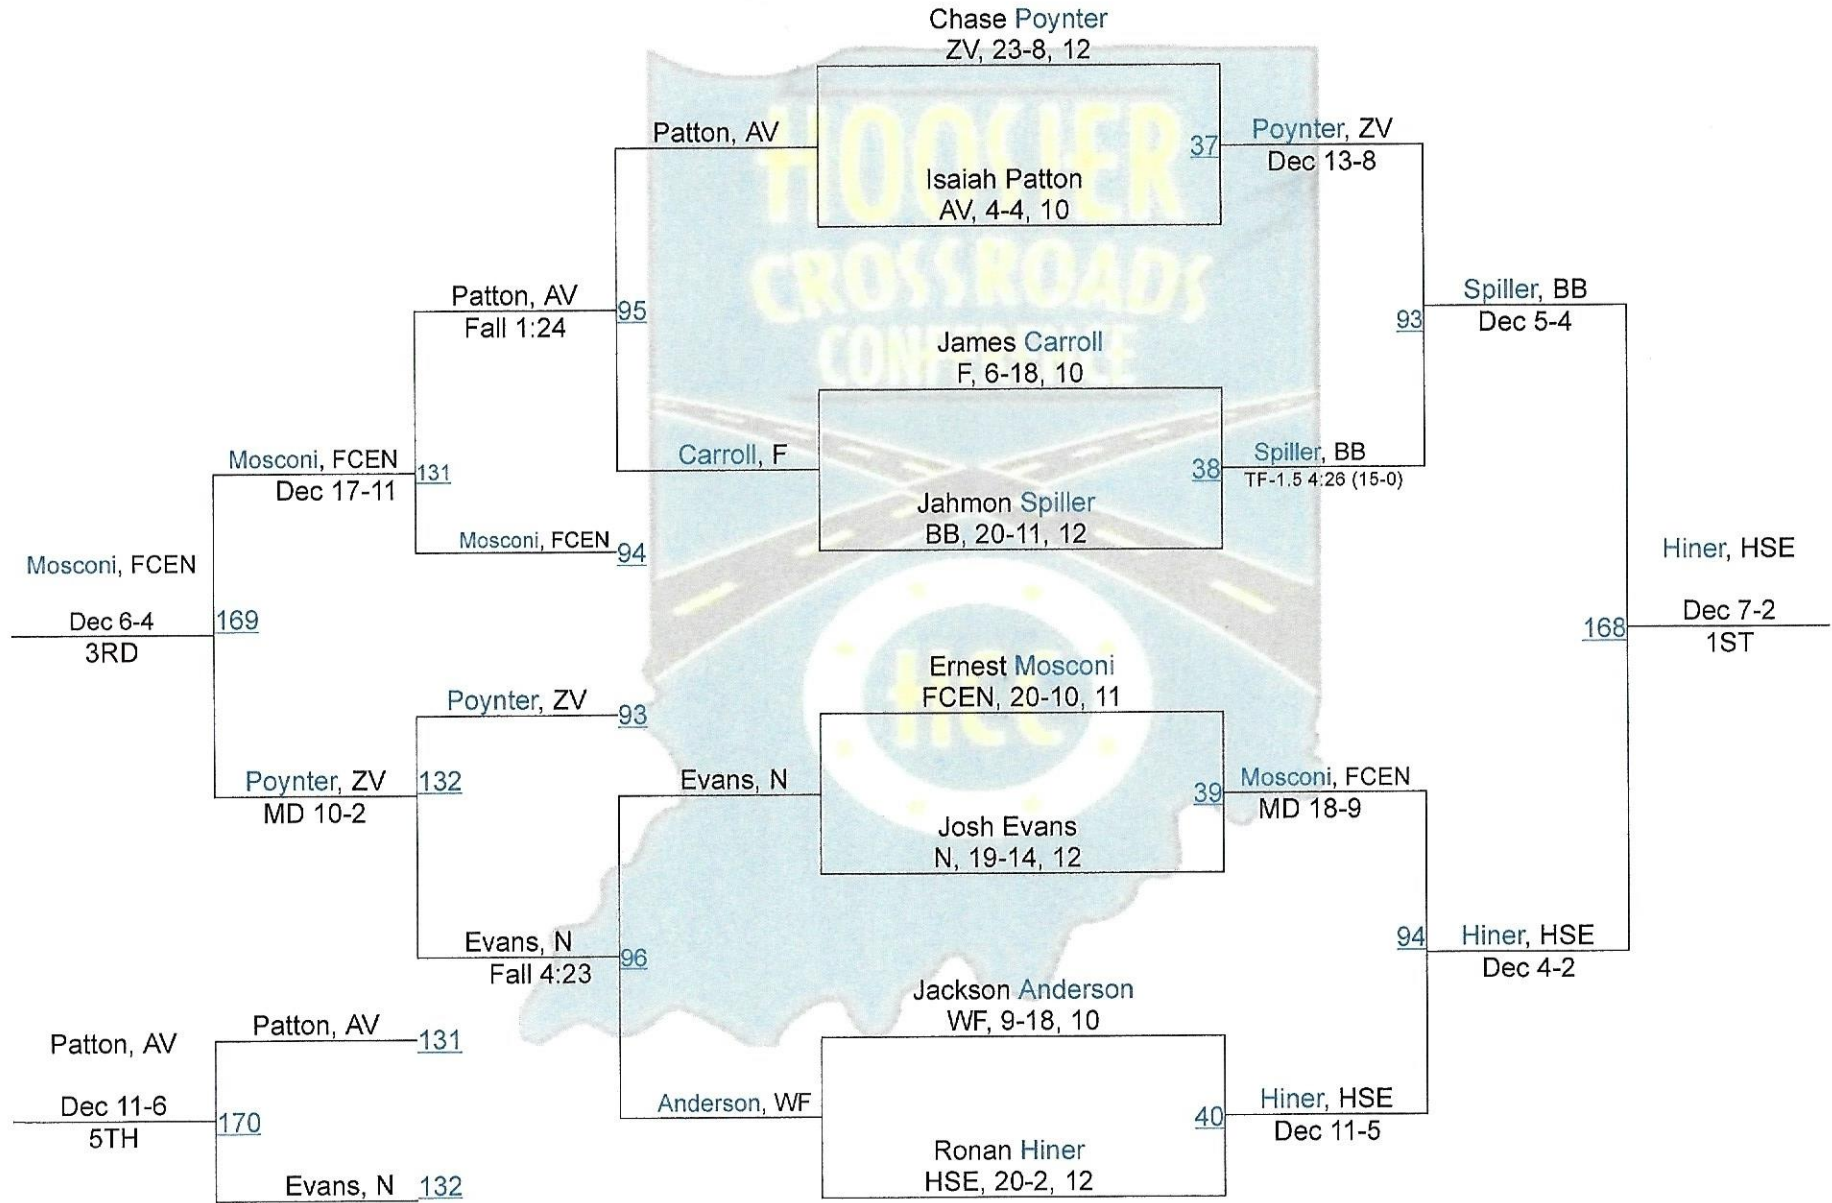 Chase Poynter
ZV, 23-8, 12
Patton, AV
37
Poynter, ZV
Dec 13-8
Isaiah Patton
AV, 4-4, 10
HOOSIER
CROSSROADS
CONFERENCE
Patton, AV
Fall 1:24
95
Spiller, BB
Dec 5-4
93
James Carroll
F, 6-18, 10
Carroll, F
38
Spiller, BB
TF-1.5 4:26 (15-0)
Jahmon Spiller
BB, 20-11, 12
Mosconi, FCEN
Dec 17-11
131
Mosconi, FCEN
94
Mosconi, FCEN
Dec 6-4
3RD
169
Hiner, HSE
Dec 7-2
1ST
168
Ernest Mosconi
FCEN, 20-10, 11
HCC
Poynter, ZV
93
Poynter, ZV
MD 10-2
132
Evans, N
39
Mosconi, FCEN
MD 18-9
Josh Evans
N, 19-14, 12
Evans, N
Fall 4:23
96
94
Hiner, HSE
Dec 4-2
Jackson Anderson
WF, 9-18, 10
Patton, AV
131
Patton, AV
Dec 11-6
5TH
170
Anderson, WF
40
Hiner, HSE
Dec 11-5
Ronan Hiner
HSE, 20-2, 12
Evans, N
132